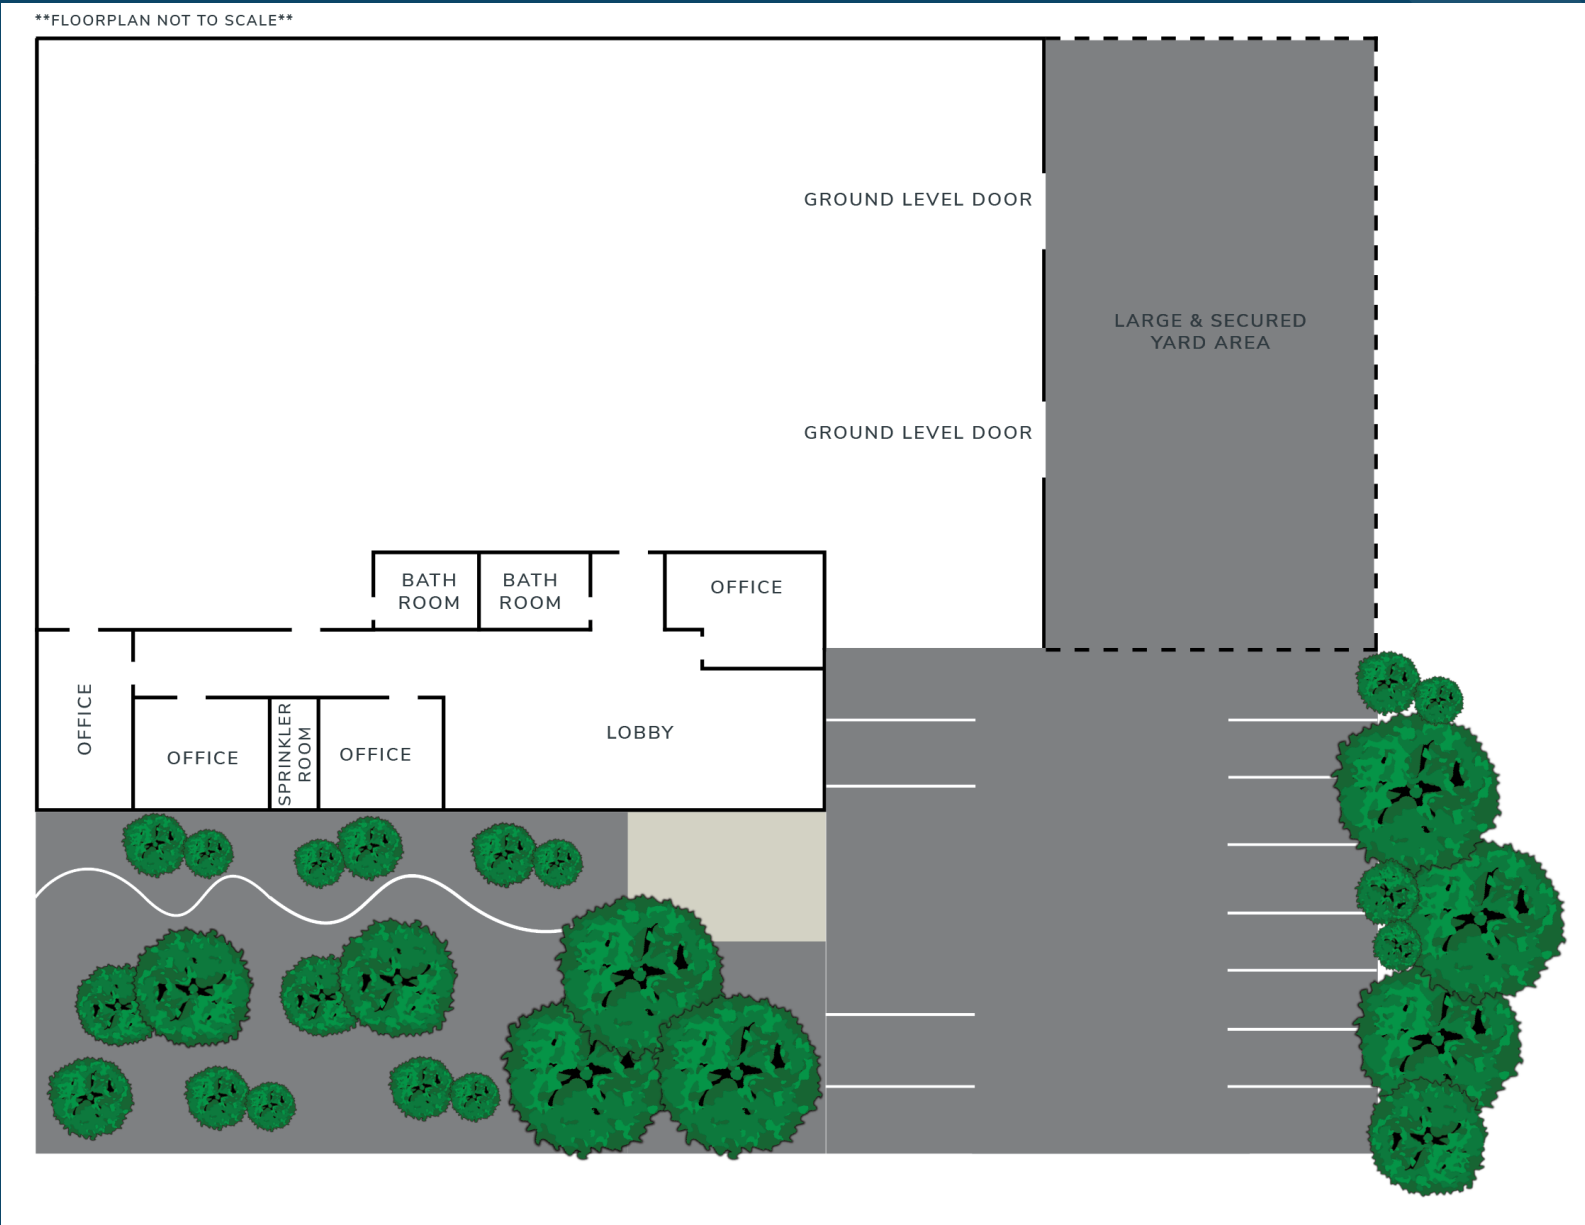 **FLOORPLAN NOT TO SCALE**
GROUND LEVEL DOOR
LARGE & SECURED
YARD AREA
GROUND LEVEL DOOR
BATH
ROOM
BATH
ROOM
OFFICE
OFFICE
OFFICE
SPRINKLER
ROOM
OFFICE
LOBBY